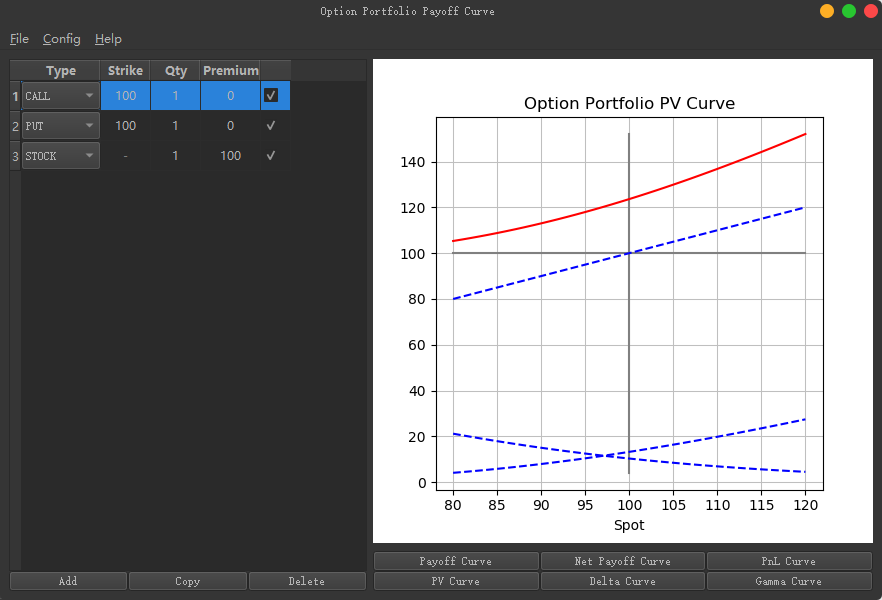 Option Portfolio Payoff Curve
File Config Help
Type Strike Qty Premium
1 CALL 100 1 0
2 PUT 100 1 0
3 STOCK - 1 100
Add Copy Delete
Option Portfolio PV Curve
140
120
100
80
60
40
20
0
80 85 90 95 100 105 110 115 120
Spot
Payoff Curve Net Payoff Curve PnL Curve
PV Curve Delta Curve Gamma Curve